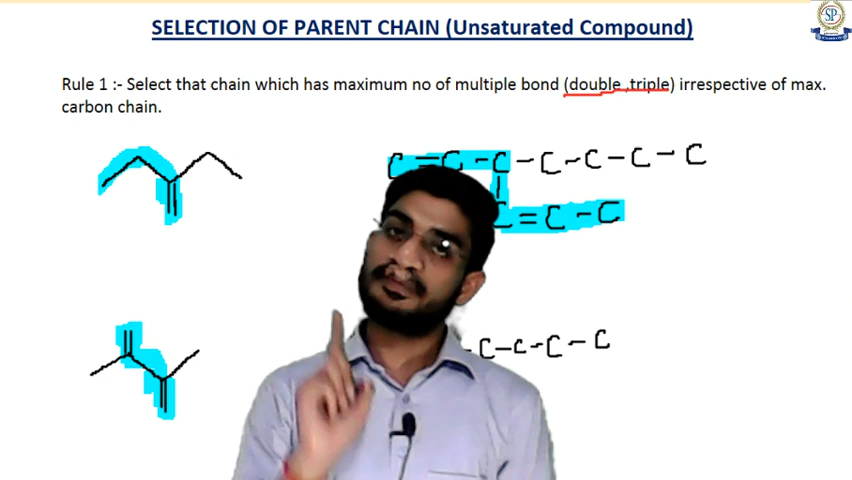 SELECTION OF PARENT CHAIN (Unsaturated Compound)
SP
Rule 1 :- Select that chain which has maximum no of multiple bond (double ,triple) irrespective of max.
carbon chain.
C = C - C - C - C - C - C
C = C - C
- C - C - C - C